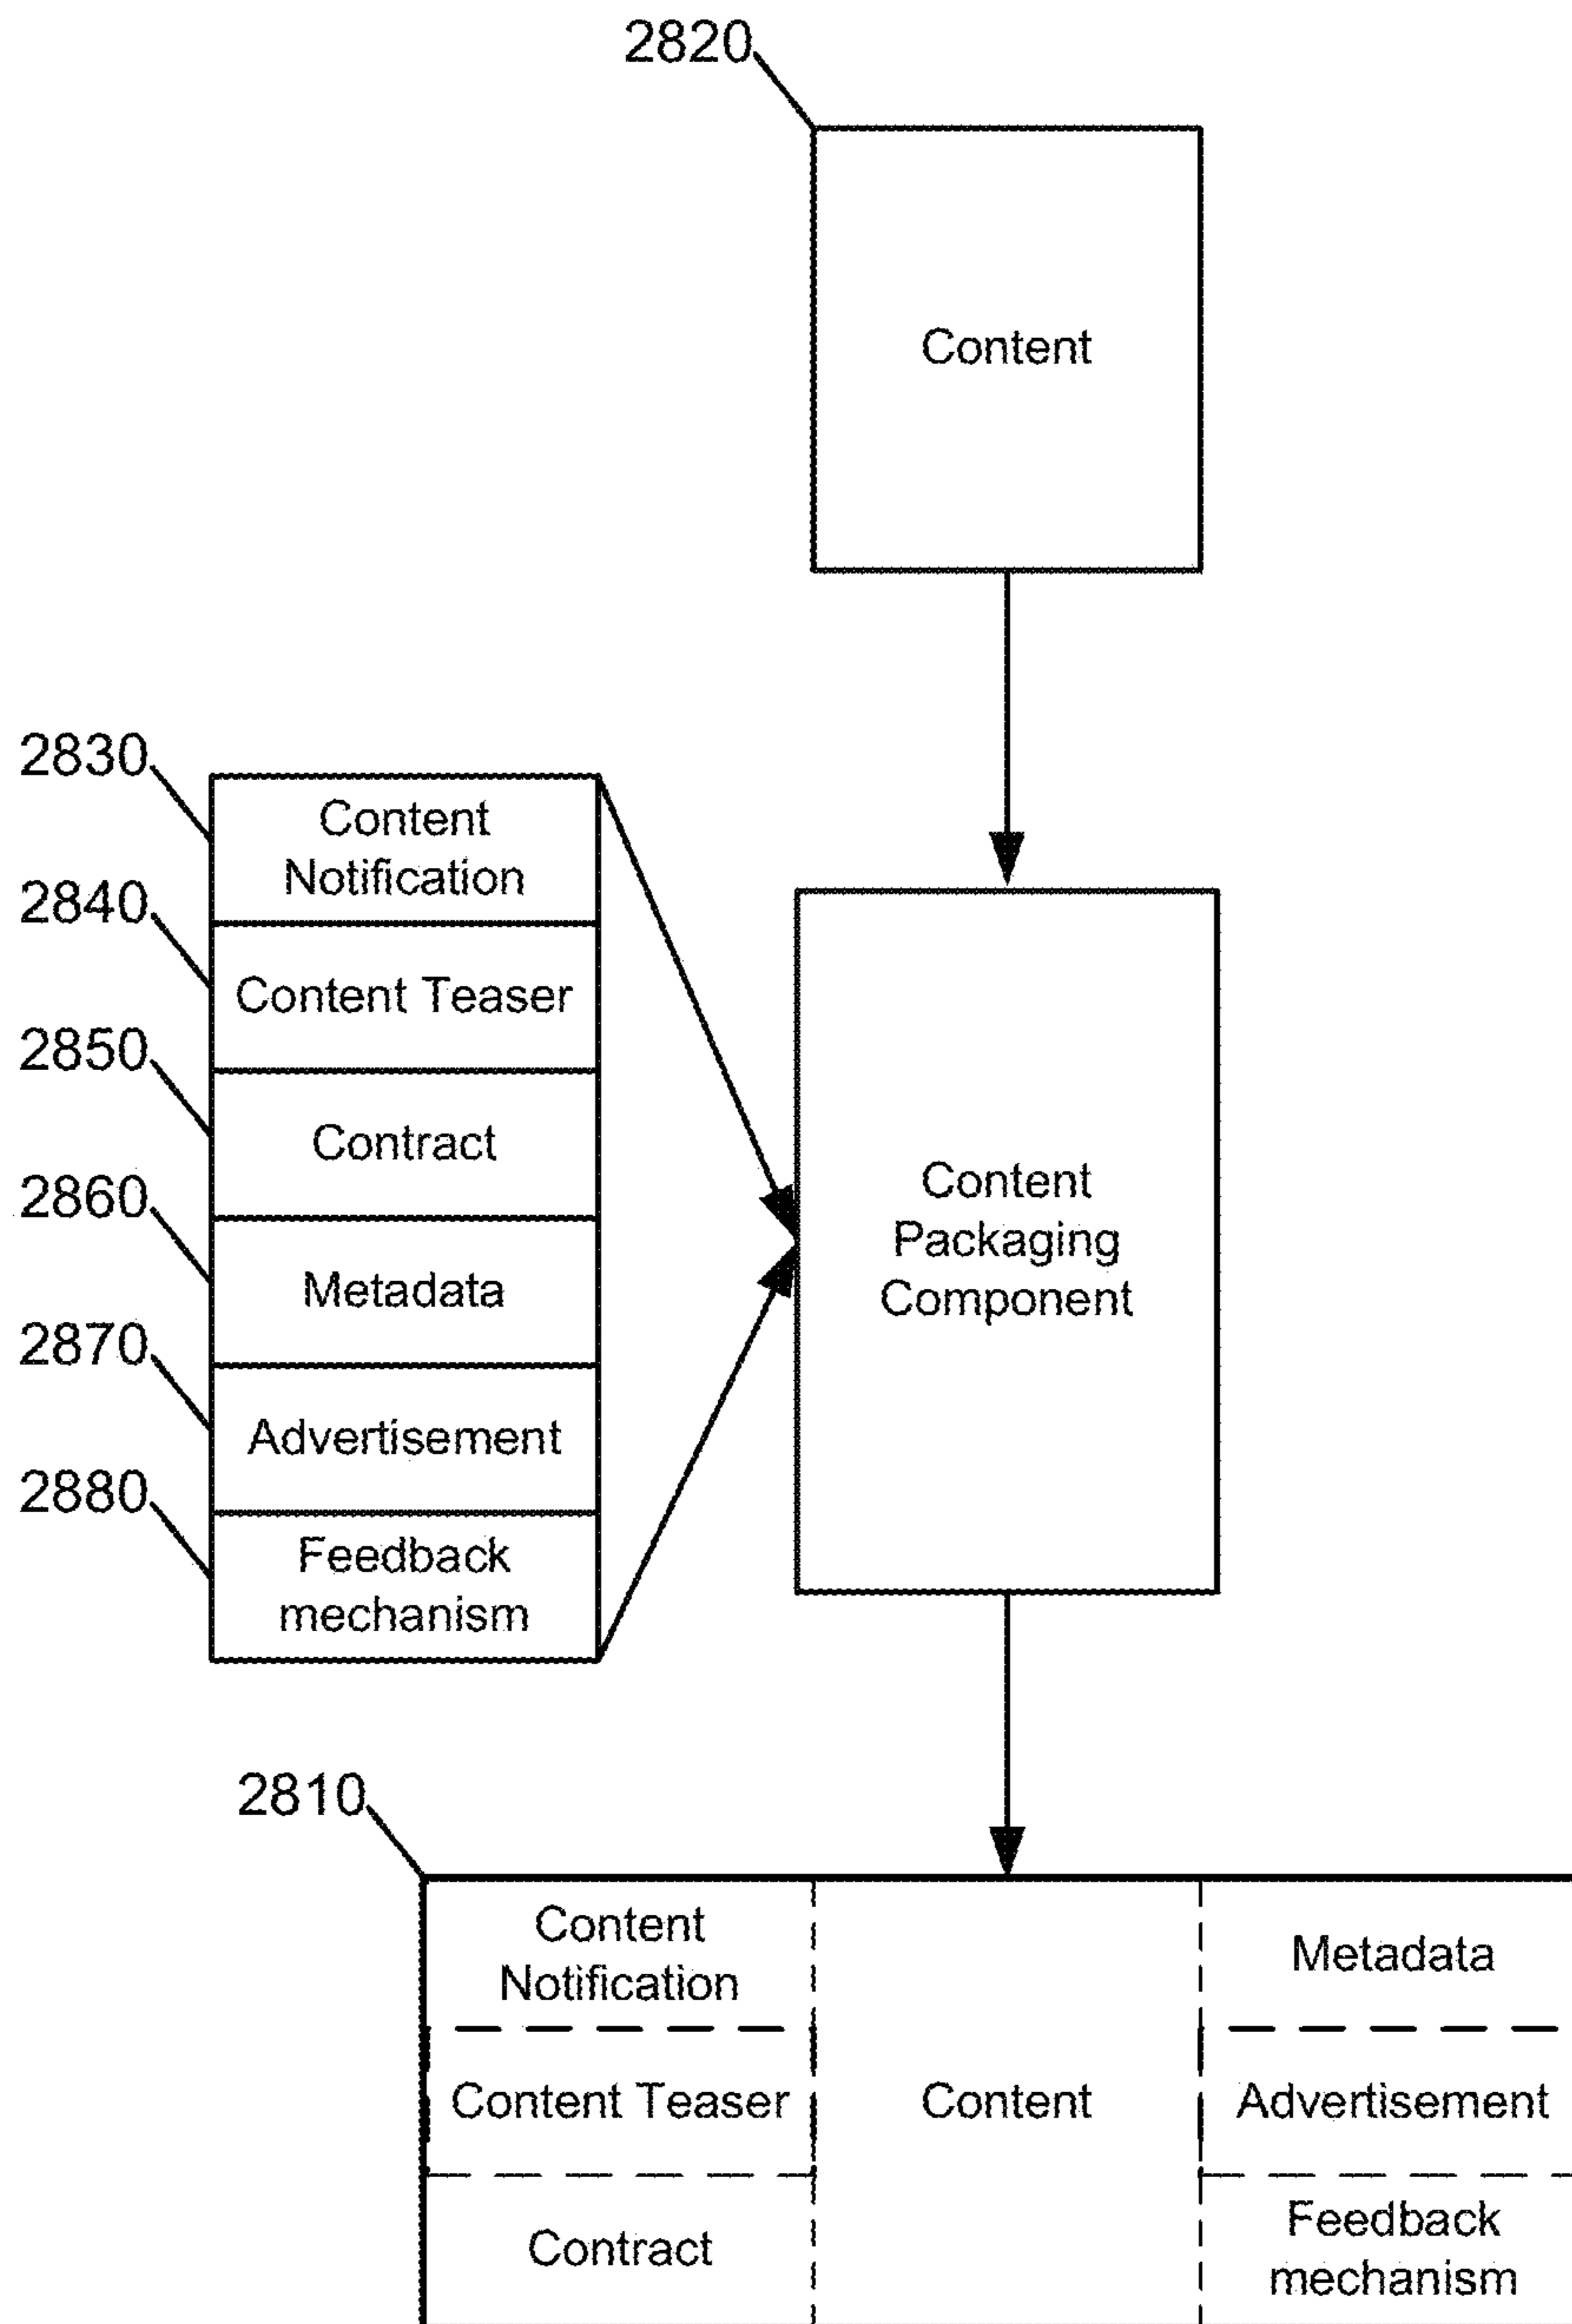 2820
Content
2830
Content
Notification
2840
Content Teaser
2850
Contract
2860
Metadata
2870
Advertisement
2880
Feedback
mechanism
Content
Packaging
Component
2810
Content
Notification
Content Teaser
Contract
Content
Metadata
Advertisement
Feedback
mechanism